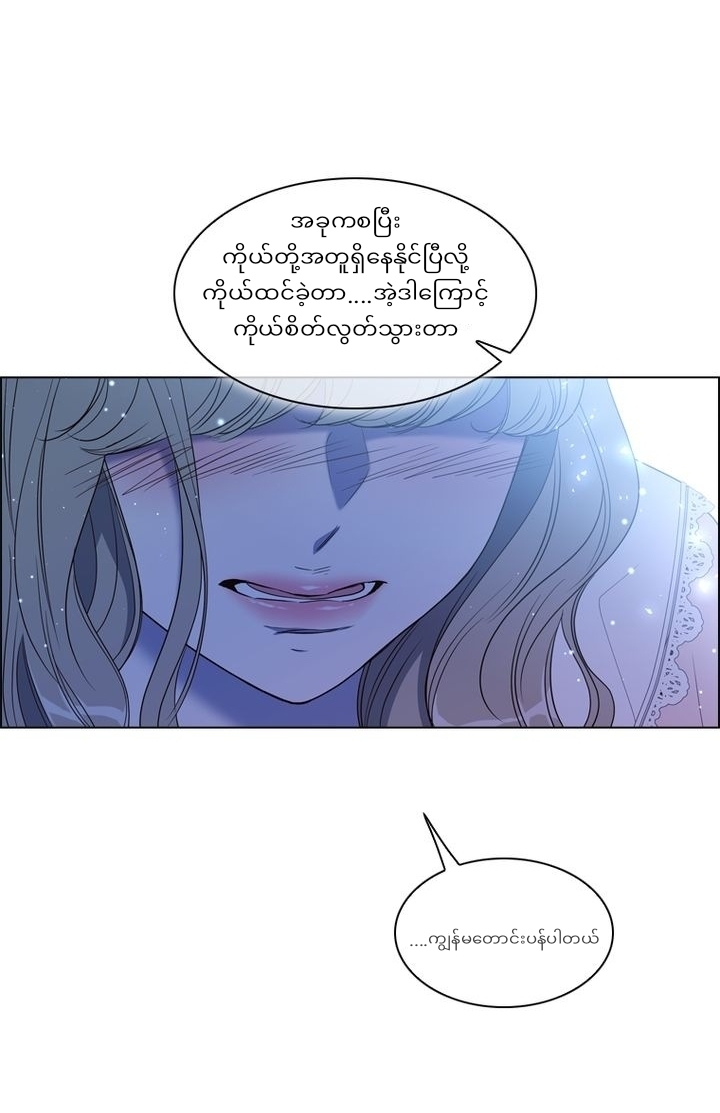 အခုကစပြီး
ကိုယ်တို့အတူရှိနေနိုင်ပြီလို့
ကိုယ်ထင်ခဲ့တာ....အဲ့ဒါကြောင့်
ကိုယ်စိတ်လွတ်သွားတာ
....ကျွန်မတောင်းပန်ပါတယ်